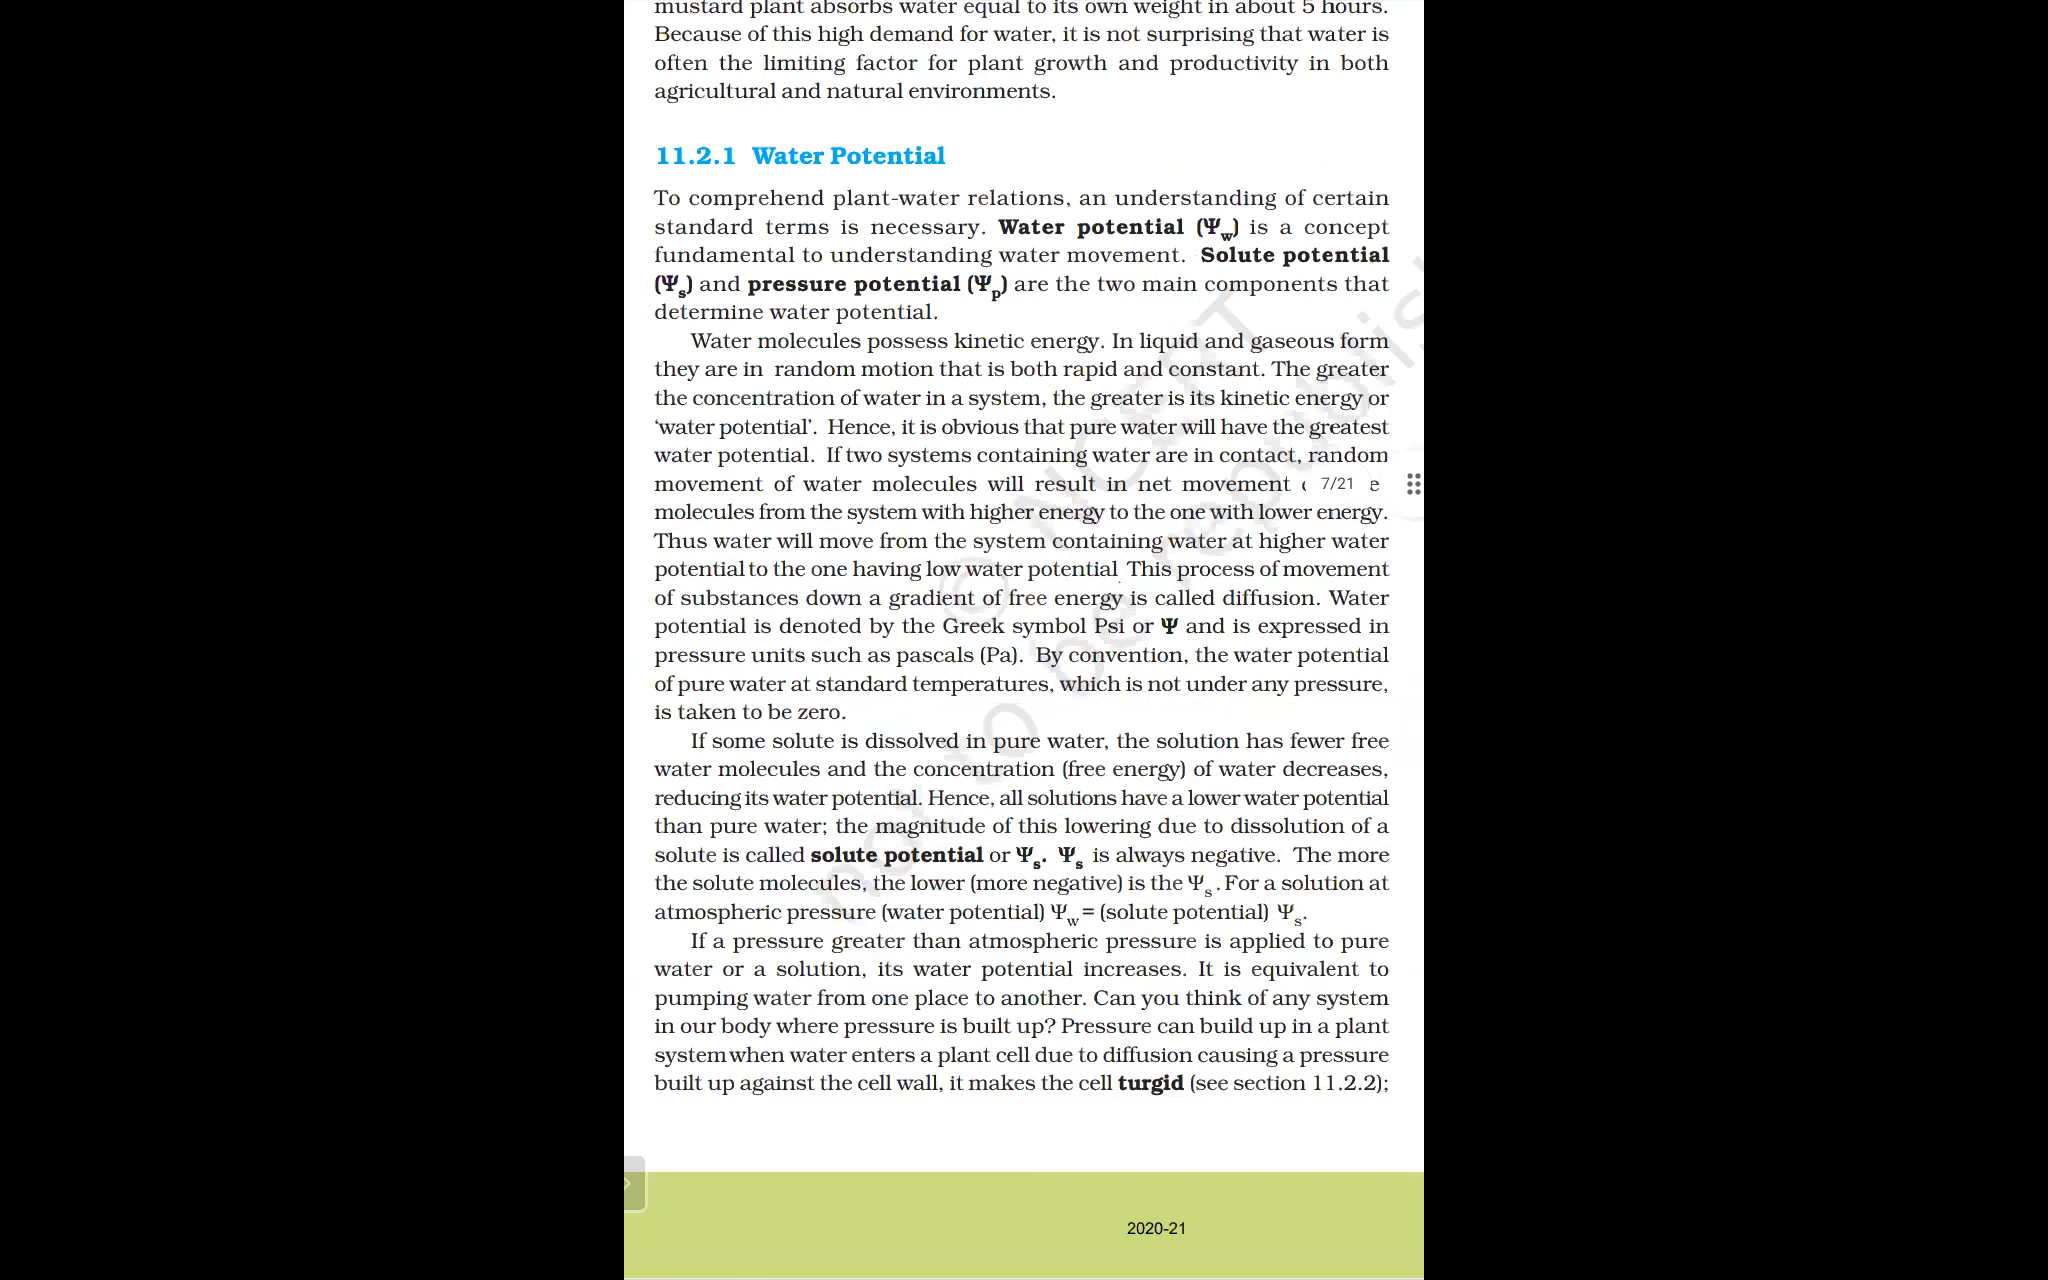 mustard plant absorbs water equal to its own weight in about 5 hours.
Because of this high demand for water, it is not surprising that water is
often the limiting factor for plant growth and productivity in both
agricultural and natural environments.
11.2.1 Water Potential
To comprehend plant-water relations, an understanding of certain
standard terms is necessary. Water potential (Ψw) is a concept
fundamental to understanding water movement. Solute potential
(Ψs) and pressure potential (Ψp) are the two main components that
determine water potential.
Water molecules possess kinetic energy. In liquid and gaseous form
they are in random motion that is both rapid and constant. The greater
the concentration of water in a system, the greater is its kinetic energy or
‘water potential’. Hence, it is obvious that pure water will have the greatest
water potential. If two systems containing water are in contact, random
movement of water molecules will result in net movement 7/21
molecules from the system with higher energy to the one with lower energy.
Thus water will move from the system containing water at higher water
potential to the one having low water potential This process of movement
of substances down a gradient of free energy is called diffusion. Water
potential is denoted by the Greek symbol Psi or Ψ and is expressed in
pressure units such as pascals (Pa). By convention, the water potential
of pure water at standard temperatures, which is not under any pressure,
is taken to be zero.
If some solute is dissolved in pure water, the solution has fewer free
water molecules and the concentration (free energy) of water decreases,
reducing its water potential. Hence, all solutions have a lower water potential
than pure water; the magnitude of this lowering due to dissolution of a
solute is called solute potential or Ψs. Ψs is always negative. The more
the solute molecules, the lower (more negative) is the Ψs. For a solution at
atmospheric pressure (water potential) Ψw = (solute potential) Ψs.
If a pressure greater than atmospheric pressure is applied to pure
water or a solution, its water potential increases. It is equivalent to
pumping water from one place to another. Can you think of any system
in our body where pressure is built up? Pressure can build up in a plant
system when water enters a plant cell due to diffusion causing a pressure
built up against the cell wall, it makes the cell turgid (see section 11.2.2);
© NCERT
not to be republis
2020-21